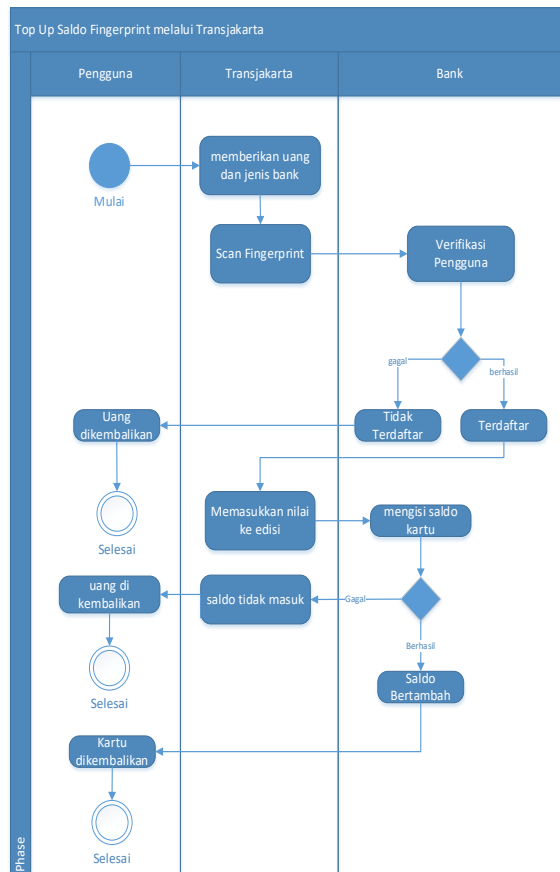 Top Up Saldo Fingerprint melalui Transjakarta
Pengguna
Transjakarta
Bank
Mulai
memberikan uang
dan jenis bank
Scan Fingerprint
Verifikasi
Pengguna
gagal
berhasil
Uang
dikembalikan
Tidak
Terdaftar
Terdaftar
Selesai
Memasukkan nilai
ke edisi
mengisi saldo
kartu
uang di
kembalikan
saldo tidak masuk
Gagal
Berhasil
Selesai
Saldo
Bertambah
Kartu
dikembalikan
Selesai
Phase